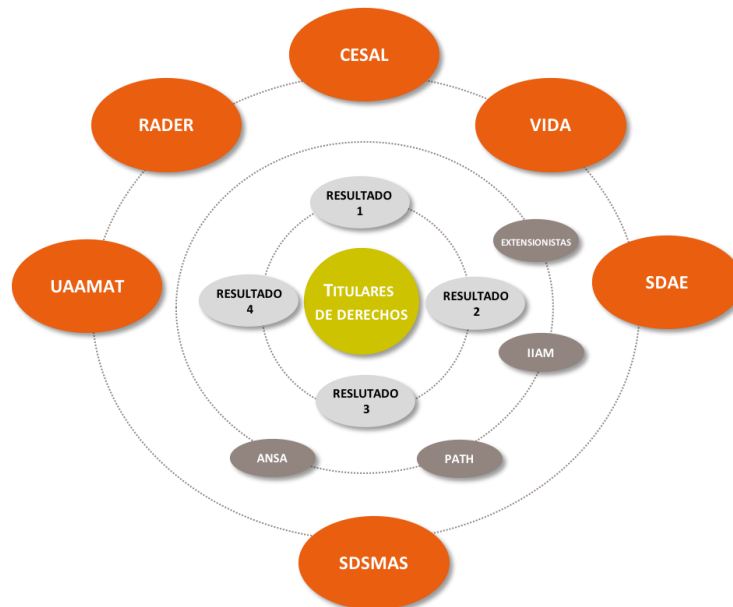 CESAL
RADER
VIDA
RESULTADO
1
EXTENSIONISTAS
UAAMAT
RESULTADO
4
TITULARES
DE DERECHOS
RESULTADO
2
SDAE
IIAM
RESLUTADO
3
ANSA
PATH
SDSMAS